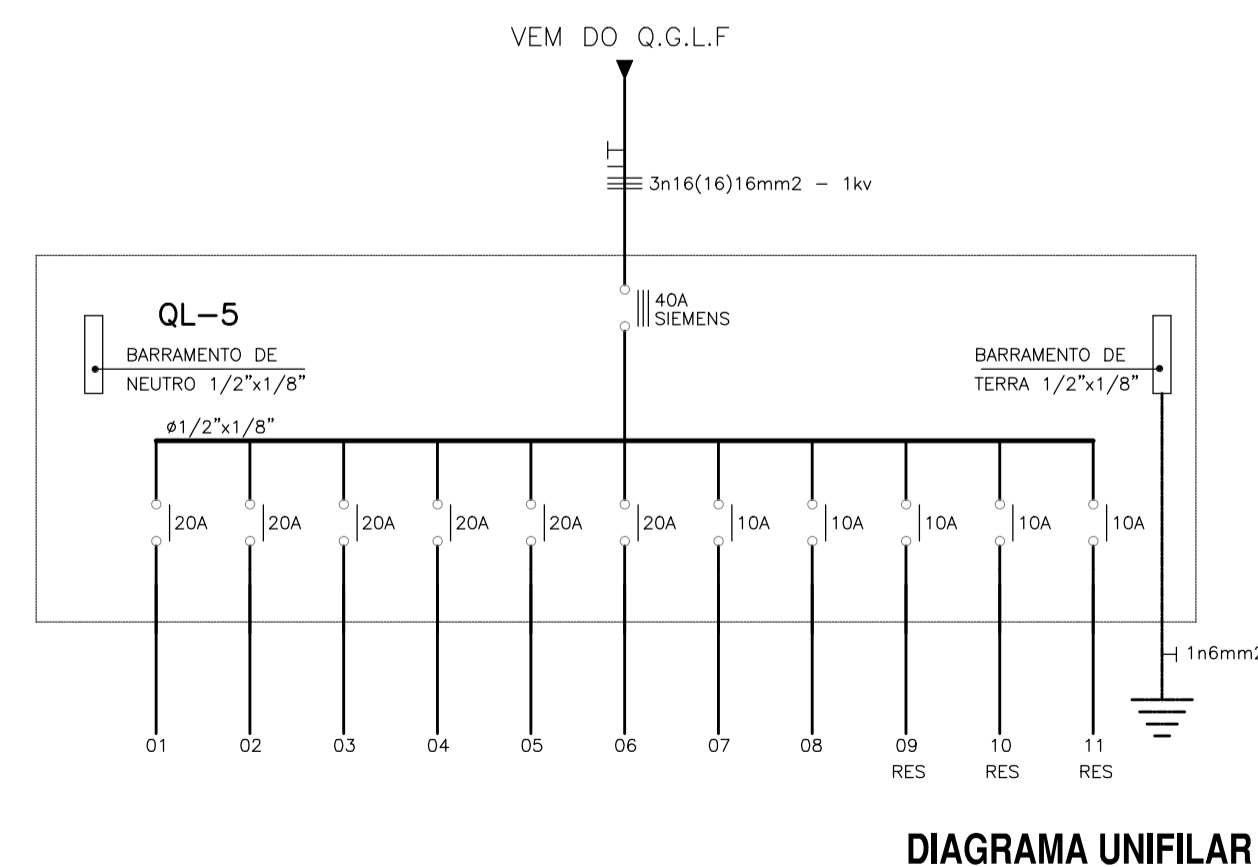 VEM DO Q.G.L.F
3n16(16)16mm2 - 1kv
QL-5
40A
SIEMENS
BARRAMENTO DE
NEUTRO 1/2"x1/8"
BARRAMENTO DE
TERRA 1/2"x1/8"
ø1/2"x1/8"
20A 20A 20A 20A 20A 20A 10A 10A 10A 10A 10A
1n6mm2
01 02 03 04 05 06 07 08 09 10 11
RES RES RES
DIAGRAMA UNIFILAR